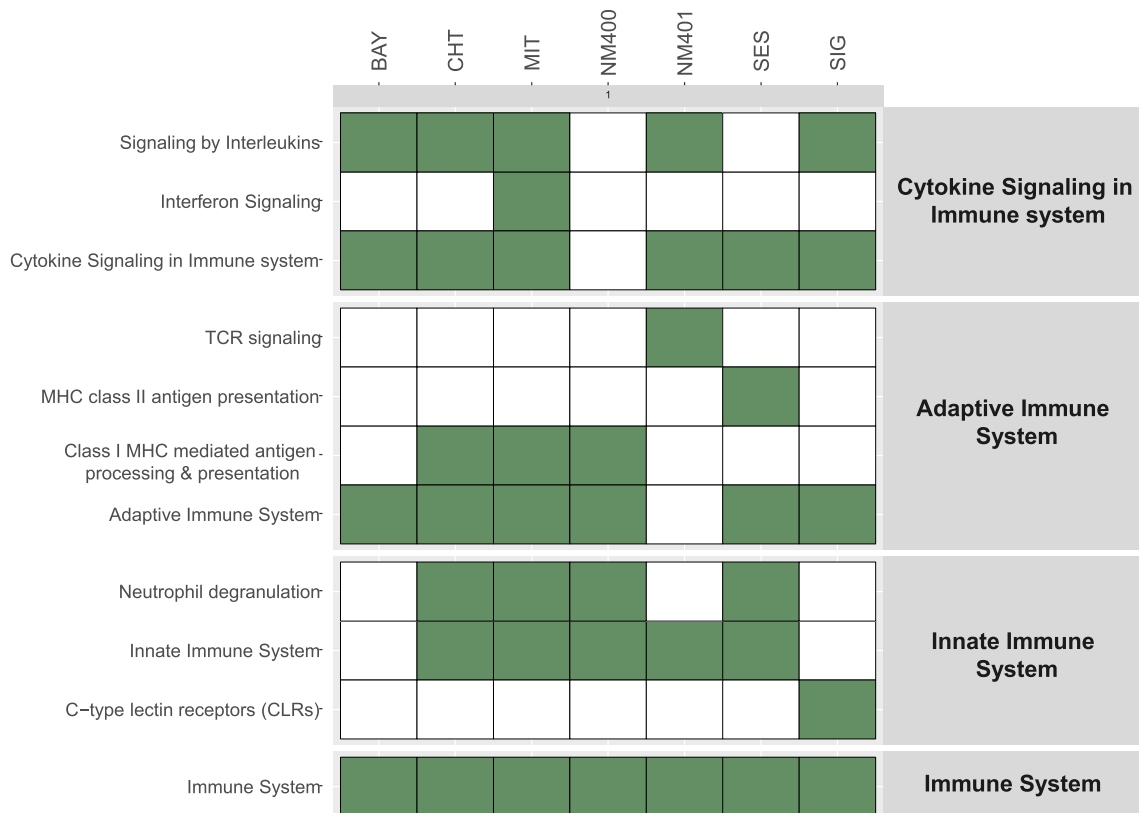 BAY
CHT
MIT
NM400
NM401
SES
SIG
1
Signaling by Interleukins
Interferon Signaling
Cytokine Signaling in Immune system
Cytokine Signaling in
Immune system
TCR signaling
MHC class II antigen presentation
Class I MHC mediated antigen
processing & presentation
Adaptive Immune System
Adaptive Immune
System
Neutrophil degranulation
Innate Immune System
C−type lectin receptors (CLRs)
Innate Immune
System
Immune System
Immune System